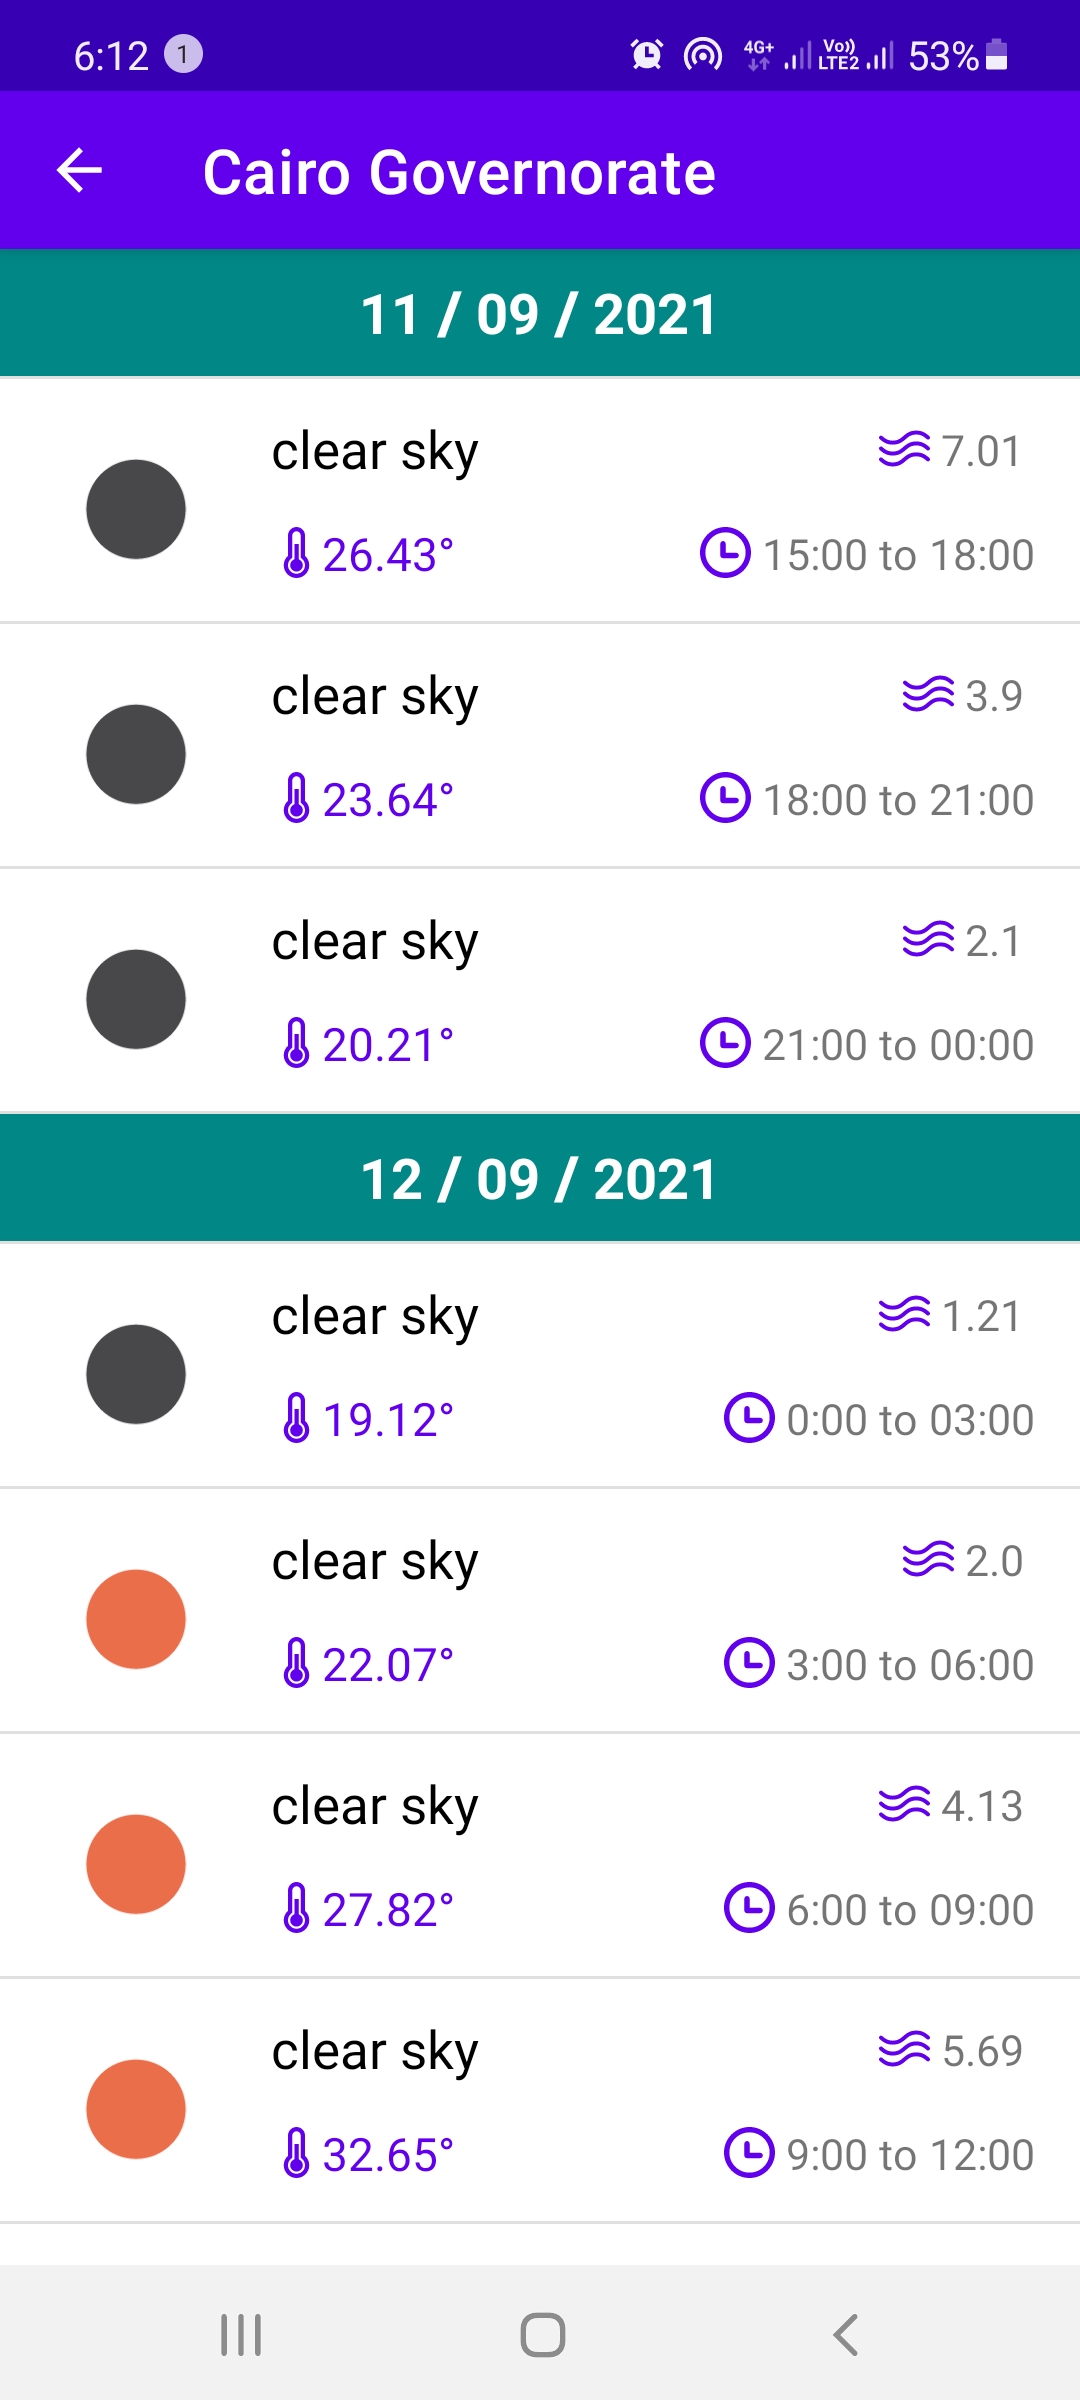 6:12 1 4G+ Vo)) LTE2 53%
Cairo Governorate
11 / 09 / 2021
clear sky 7.01
26.43° 15:00 to 18:00
clear sky 3.9
23.64° 18:00 to 21:00
clear sky 2.1
20.21° 21:00 to 00:00
12 / 09 / 2021
clear sky 1.21
19.12° 0:00 to 03:00
clear sky 2.0
22.07° 3:00 to 06:00
clear sky 4.13
27.82° 6:00 to 09:00
clear sky 5.69
32.65° 9:00 to 12:00